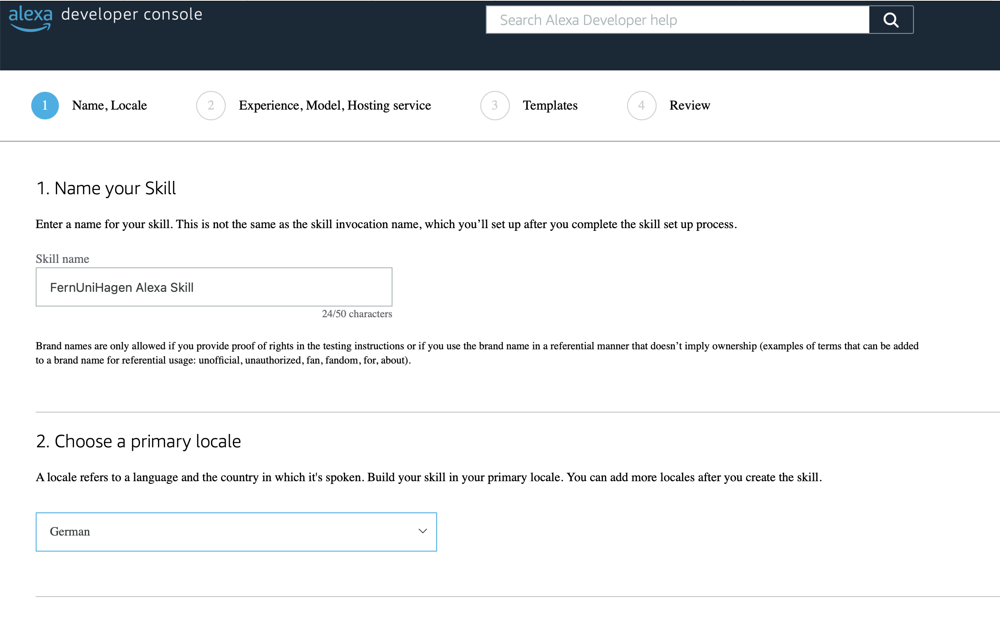 alexa developer console
Search Alexa Developer help
1 Name, Locale 2 Experience, Model, Hosting service 3 Templates 4 Review
1. Name your Skill
Enter a name for your skill. This is not the same as the skill invocation name, which you’ll set up after you complete the skill set up process.
Skill name
FernUniHagen Alexa Skill
24/50 characters
Brand names are only allowed if you provide proof of rights in the testing instructions or if you use the brand name in a referential manner that doesn’t imply ownership (examples of terms that can be added
to a brand name for referential usage: unofficial, unauthorized, fan, fandom, for, about).
2. Choose a primary locale
A locale refers to a language and the country in which it's spoken. Build your skill in your primary locale. You can add more locales after you create the skill.
German